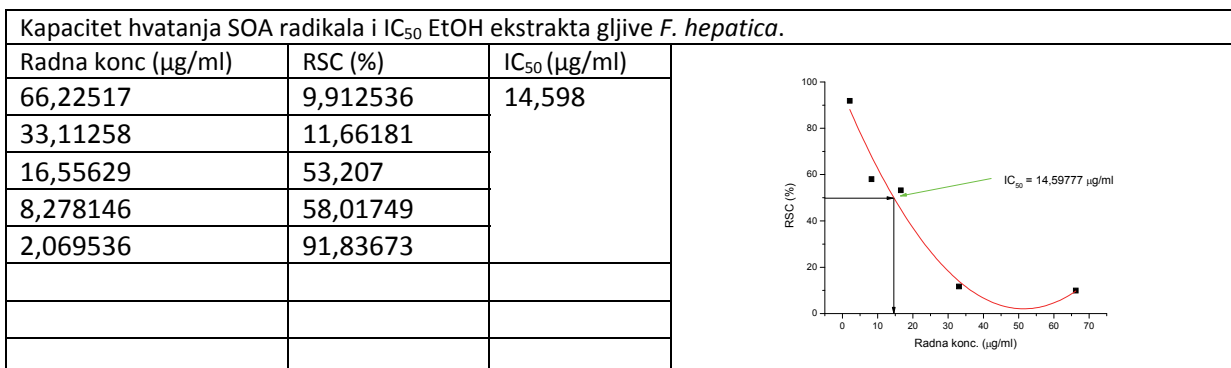 Kapacitet hvatanja SOA radikala i IC50 EtOH ekstrakta gljive F. hepatica.
Radna konc (µg/ml) RSC (%) IC50 (µg/ml)
66,22517 9,912536 14,598
33,11258 11,66181
16,55629 53,207
8,278146 58,01749
2,069536 91,83673
100
80
60
40
20
0
RSC (%)
IC50 = 14,59777 µg/ml
0 10 20 30 40 50 60 70
Radna konc. (µg/ml)